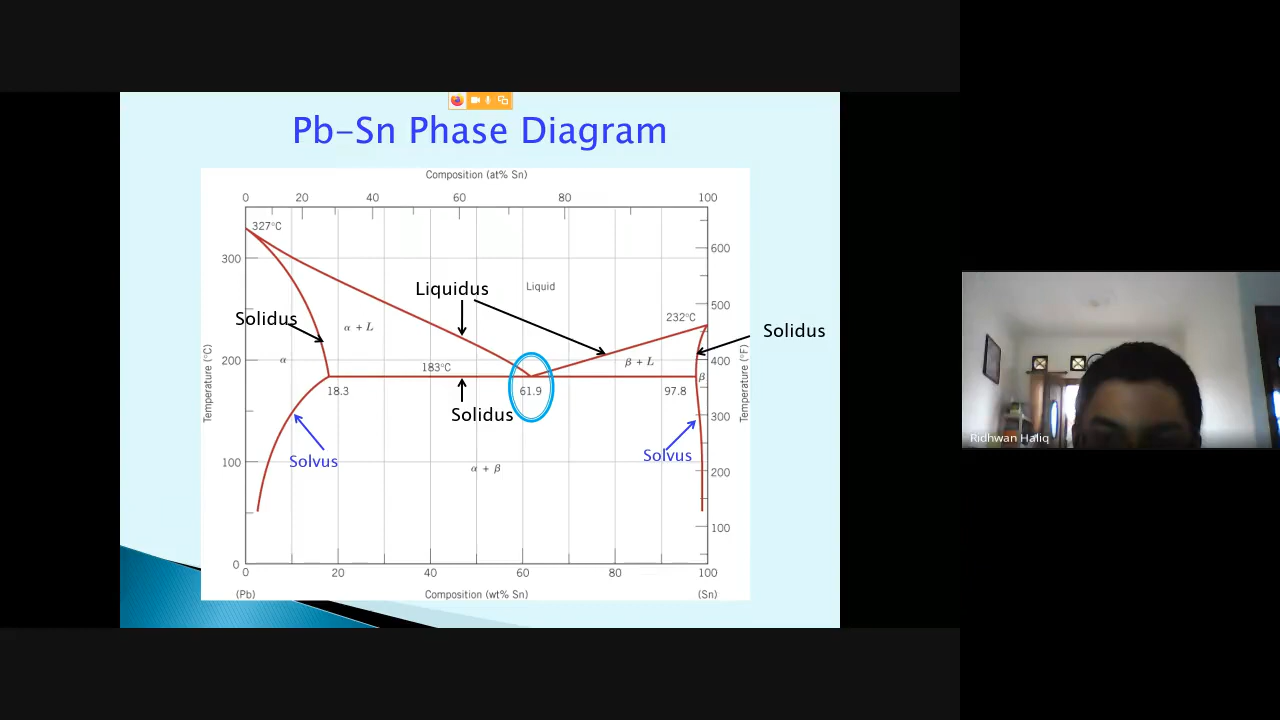 Pb-Sn Phase Diagram
Composition (at% Sn)
0 20 40 60 80 100
327°C
600
300
Liquidus
Liquid
500
Solidus
232°C
Solidus
α + L
200
α
β + L
400
183°C
β
18.3
61.9
97.8
Temperature (°C)
Temperature (°F)
Solidus
300
Solvus
Solvus
100
α + β
200
100
0
0 20 40 60 80 100
(Pb)
Composition (wt% Sn)
(Sn)
Ridhwan Haliq